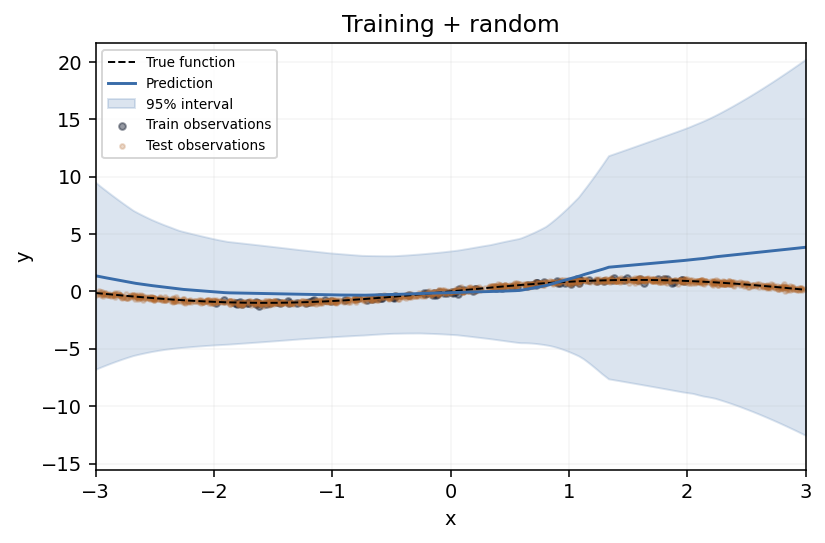 Training + random
True function
Prediction
95% interval
Train observations
Test observations
20
15
10
5
0
−5
−10
−15
y
−3
−2
−1
0
1
2
3
x